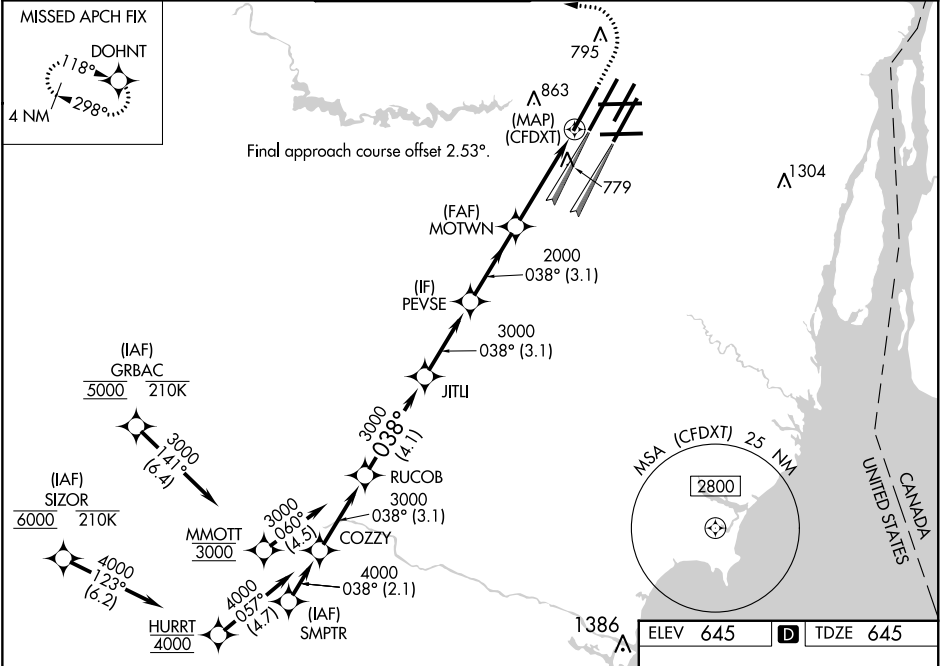 MISSED APCH FIX
DOHNT
118°
298°
4 NM
795
863
(MAP)
(CFDXT)
Final approach course offset 2.53°.
779
1304
(FAF)
MOTWN
2000
038° (3.1)
(IF)
PEVSE
3000
038° (3.1)
JITLI
(IAF)
GRBAC
5000 210K
3000
141°
(6.4)
3000
038°
(4.1)
RUCOB
3000
038° (3.1)
(IAF)
SIZOR
6000 210K
4000
123°
(6.2)
MMOTT
3000
3000
060°
(4.5)
COZZY
4000
038° (2.1)
HURRT
4000
4000
057°
(4.7)
(IAF)
SMPTR
MSA (CFDXT) 25 NM
2800
CANADA
UNITED STATES
1386
ELEV 645 D TDZE 645